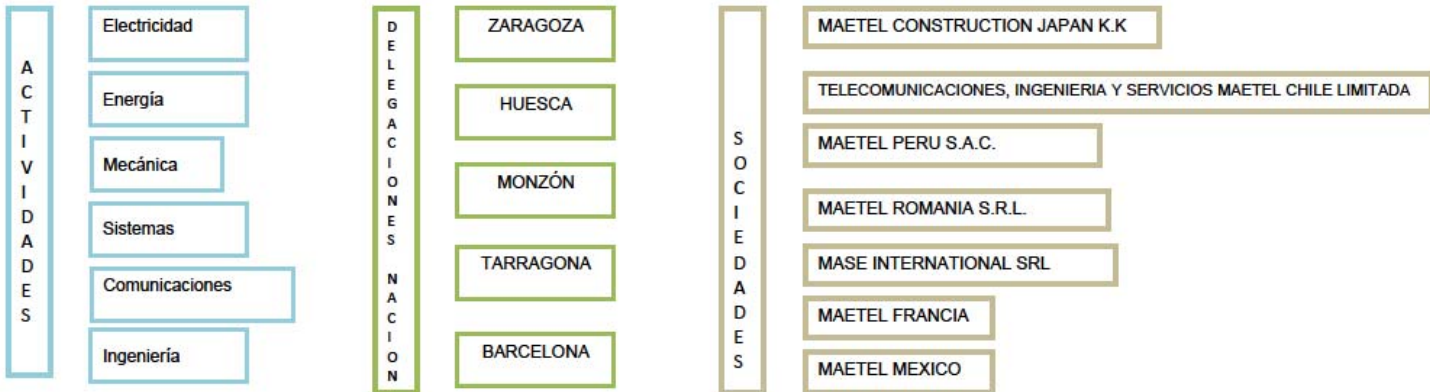 ACTIVIDADES
Electricidad
Energía
Mecánica
Sistemas
Comunicaciones
Ingeniería
DELEGACIONES NACION
ZARAGOZA
HUESCA
MONZÓN
TARRAGONA
BARCELONA
SOCIEDADES
MAETEL CONSTRUCTION JAPAN K.K
TELECOMUNICACIONES, INGENIERIA Y SERVICIOS MAETEL CHILE LIMITADA
MAETEL PERU S.A.C.
MAETEL ROMANIA S.R.L.
MASE INTERNATIONAL SRL
MAETEL FRANCIA
MAETEL MEXICO